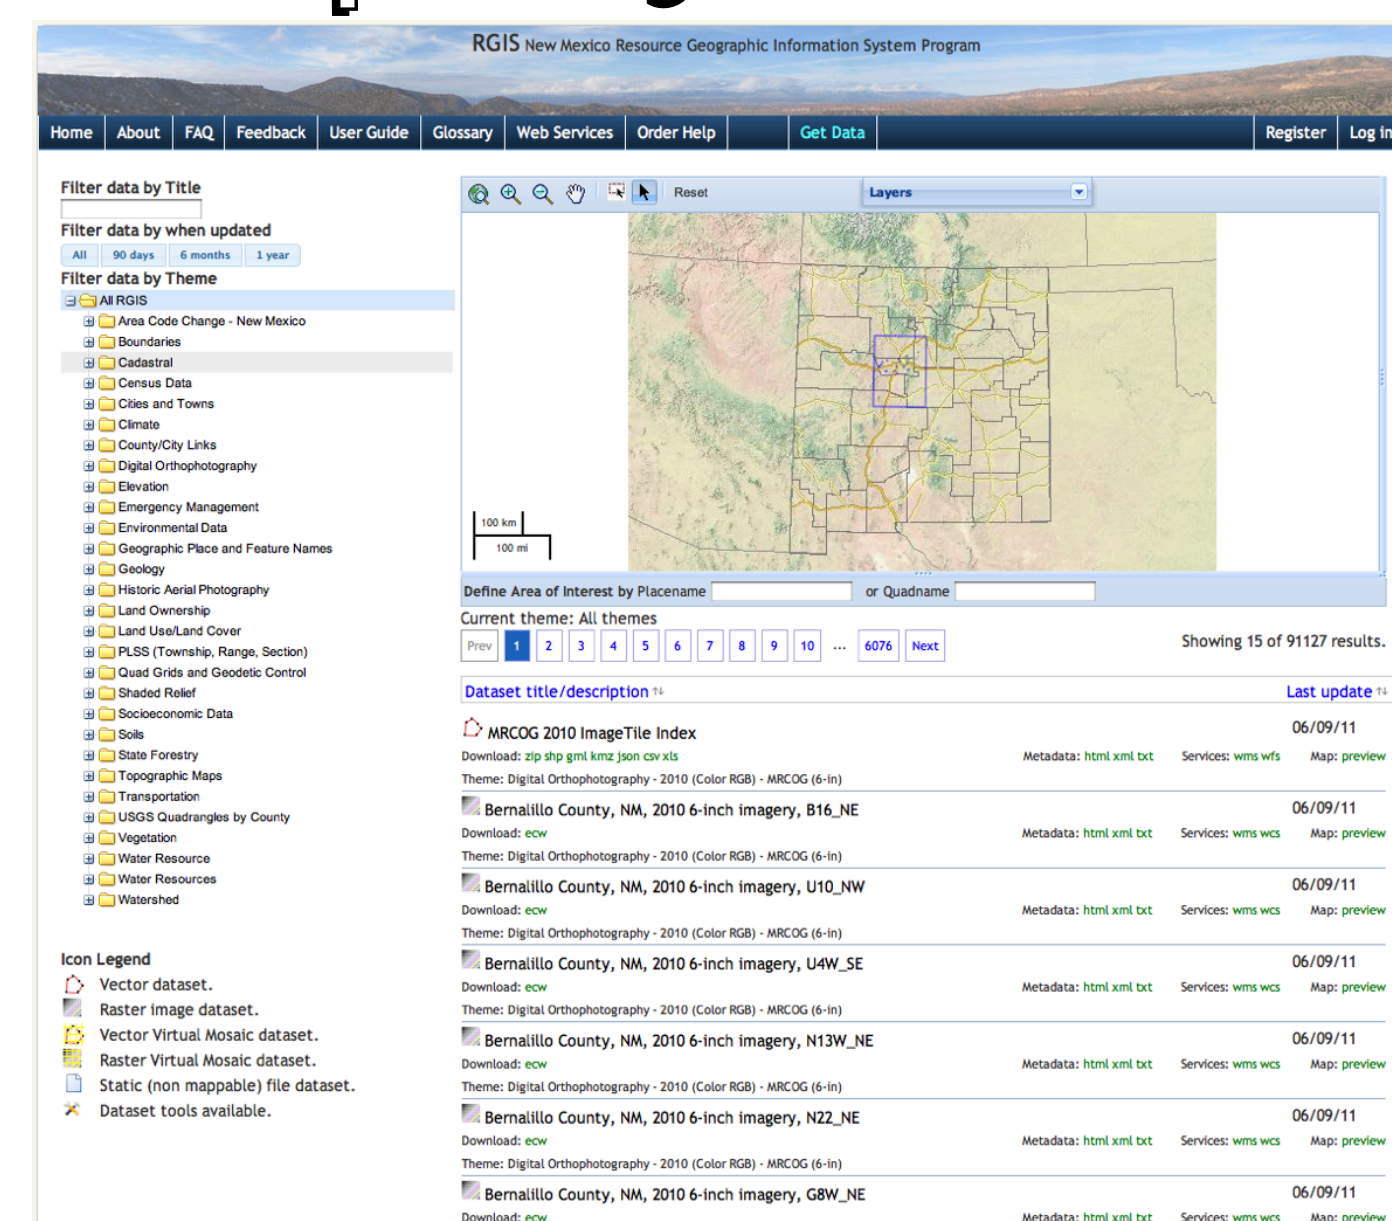 RGIS New Mexico Resource Geographic Information System Program
Home About FAQ Feedback User Guide Glossary Web Services Order Help Get Data Register Log in
Filter data by Title
Filter data by when updated
All 90 days 6 months 1 year
Filter data by Theme
All RGIS
Area Code Change - New Mexico
Boundaries
Cadastral
Census Data
Cities and Towns
Climate
County/City Links
Digital Orthophotography
Elevation
Emergency Management
Environmental Data
Geographic Place and Feature Names
Geology
Historic Aerial Photography
Land Ownership
Land Use/Land Cover
PLSS (Township, Range, Section)
Quad Grids and Geodetic Control
Shaded Relief
Socioeconomic Data
Soils
State Forestry
Topographic Maps
Transportation
USGS Quadrangles by County
Vegetation
Water Resource
Water Resources
Watershed
Icon Legend
Vector dataset.
Raster image dataset.
Vector Virtual Mosaic dataset.
Raster Virtual Mosaic dataset.
Static (non mappable) file dataset.
Dataset tools available.
Reset Layers
100 km
100 mi
Define Area of Interest by Placename or Quadname
Current theme: All themes
Prev 1 2 3 4 5 6 7 8 9 10 ... 6076 Next Showing 15 of 91127 results.
Dataset title/description Last update
MRCOG 2010 ImageTile Index 06/09/11
Download: zip shp gml kmz json csv xls Metadata: html xml txt Services: wms wfs Map: preview
Theme: Digital Orthophotography - 2010 (Color RGB) - MRCOG (6-in)
Bernalillo County, NM, 2010 6-inch imagery, B16_NE 06/09/11
Download: ecw Metadata: html xml txt Services: wms wcs Map: preview
Theme: Digital Orthophotography - 2010 (Color RGB) - MRCOG (6-in)
Bernalillo County, NM, 2010 6-inch imagery, U10_NW 06/09/11
Download: ecw Metadata: html xml txt Services: wms wcs Map: preview
Theme: Digital Orthophotography - 2010 (Color RGB) - MRCOG (6-in)
Bernalillo County, NM, 2010 6-inch imagery, U4W_SE 06/09/11
Download: ecw Metadata: html xml txt Services: wms wcs Map: preview
Theme: Digital Orthophotography - 2010 (Color RGB) - MRCOG (6-in)
Bernalillo County, NM, 2010 6-inch imagery, N13W_NE 06/09/11
Download: ecw Metadata: html xml txt Services: wms wcs Map: preview
Theme: Digital Orthophotography - 2010 (Color RGB) - MRCOG (6-in)
Bernalillo County, NM, 2010 6-inch imagery, N22_NE 06/09/11
Download: ecw Metadata: html xml txt Services: wms wcs Map: preview
Theme: Digital Orthophotography - 2010 (Color RGB) - MRCOG (6-in)
Bernalillo County, NM, 2010 6-inch imagery, G8W_NE 06/09/11
Download: ecw Metadata: html xml txt Services: wms wcs Map: preview